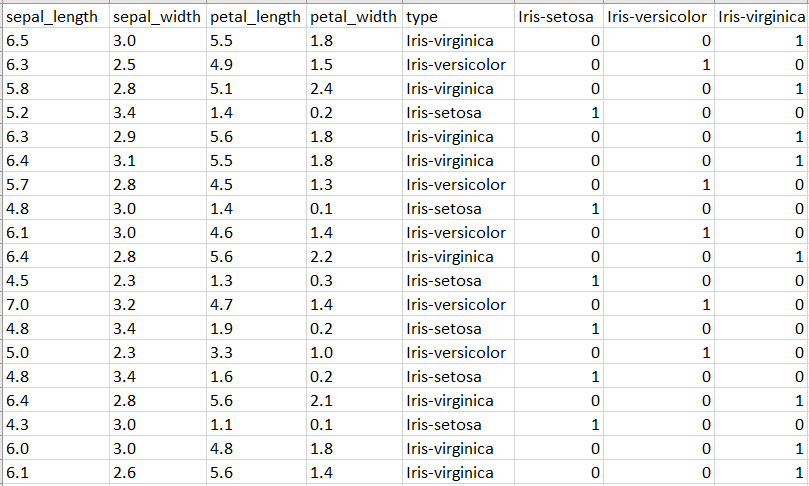 sepal_length sepal_width petal_length petal_width type Iris-setosa Iris-versicolor Iris-virginica
6.5 3.0 5.5 1.8 Iris-virginica 0 0 1
6.3 2.5 4.9 1.5 Iris-versicolor 0 1 0
5.8 2.8 5.1 2.4 Iris-virginica 0 0 1
5.2 3.4 1.4 0.2 Iris-setosa 1 0 0
6.3 2.9 5.6 1.8 Iris-virginica 0 0 1
6.4 3.1 5.5 1.8 Iris-virginica 0 0 1
5.7 2.8 4.5 1.3 Iris-versicolor 0 1 0
4.8 3.0 1.4 0.1 Iris-setosa 1 0 0
6.1 3.0 4.6 1.4 Iris-versicolor 0 1 0
6.4 2.8 5.6 2.2 Iris-virginica 0 0 1
4.5 2.3 1.3 0.3 Iris-setosa 1 0 0
7.0 3.2 4.7 1.4 Iris-versicolor 0 1 0
4.8 3.4 1.9 0.2 Iris-setosa 1 0 0
5.0 2.3 3.3 1.0 Iris-versicolor 0 1 0
4.8 3.4 1.6 0.2 Iris-setosa 1 0 0
6.4 2.8 5.6 2.1 Iris-virginica 0 0 1
4.3 3.0 1.1 0.1 Iris-setosa 1 0 0
6.0 3.0 4.8 1.8 Iris-virginica 0 0 1
6.1 2.6 5.6 1.4 Iris-virginica 0 0 1